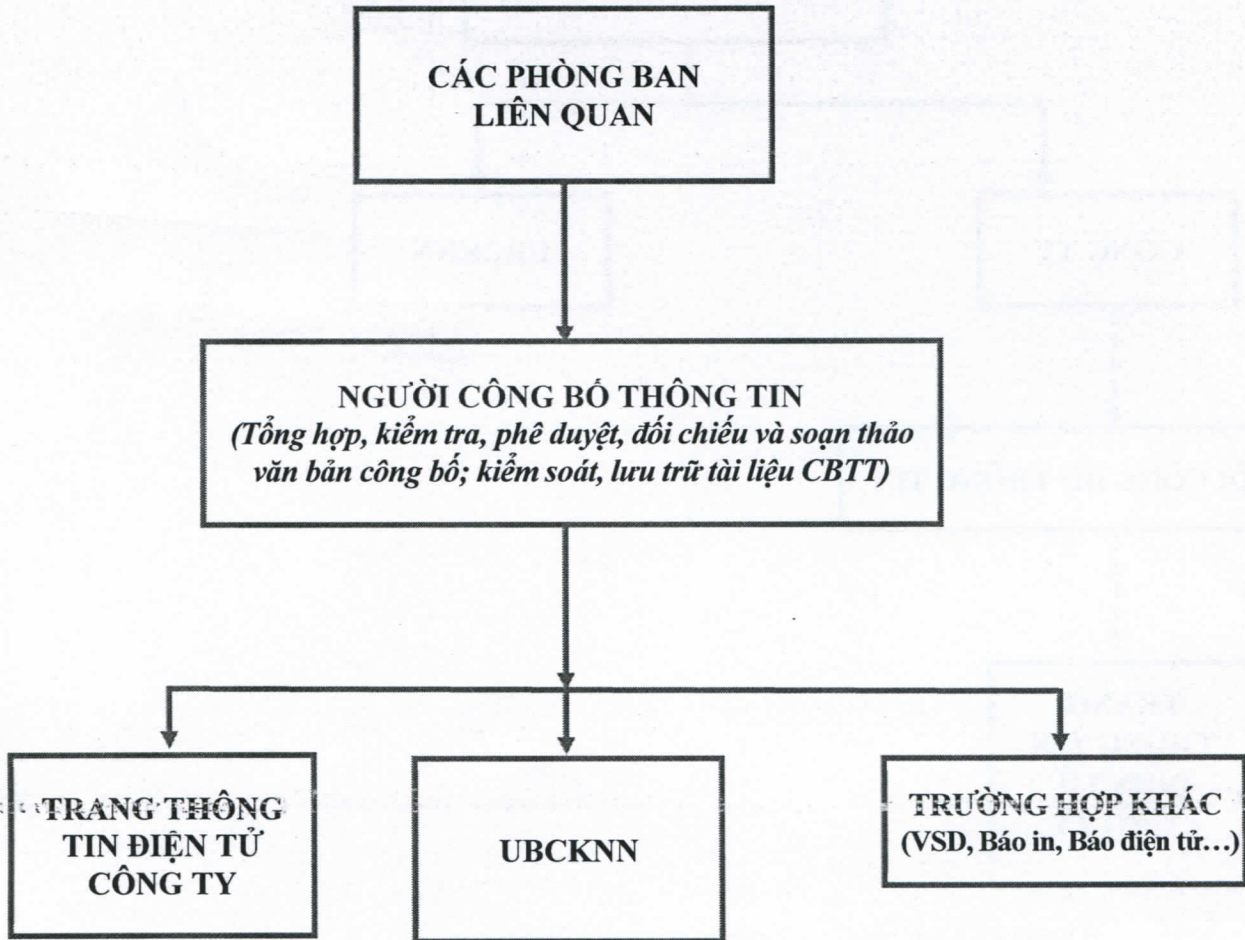 CÁC PHÒNG BAN
LIÊN QUAN
NGƯỜI CÔNG BỐ THÔNG TIN
(Tổng hợp, kiểm tra, phê duyệt, đối chiếu và soạn thảo
văn bản công bố; kiểm soát, lưu trữ tài liệu CBTT)
TRANG THÔNG
TIN ĐIỆN TỬ
CÔNG TY
UBCKNN
TRƯỜNG HỢP KHÁC
(VSD, Báo in, Báo điện tử...)